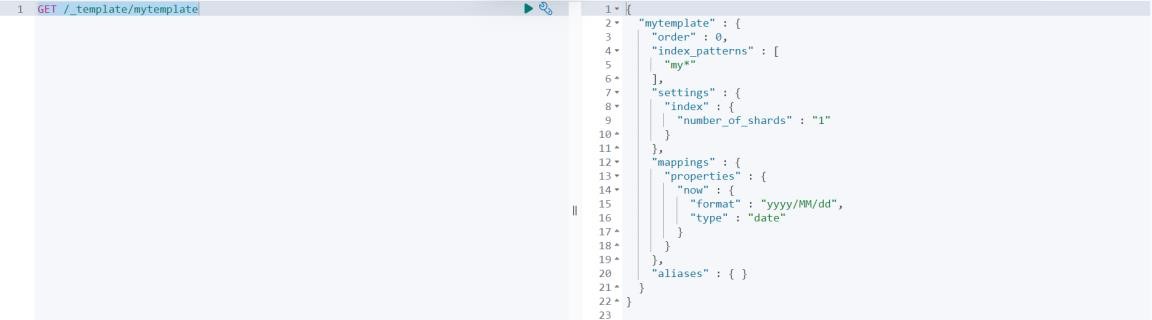 1 GET /_template/mytemplate
1 {
2 "mytemplate" : {
3 "order" : 0,
4 "index_patterns" : [
5 "my*"
6 ],
7 "settings" : {
8 "index" : {
9 "number_of_shards" : "1"
10 }
11 },
12 "mappings" : {
13 "properties" : {
14 "now" : {
15 "format" : "yyyy/MM/dd",
16 "type" : "date"
17 }
18 }
19 },
20 "aliases" : { }
21 }
22 }
23